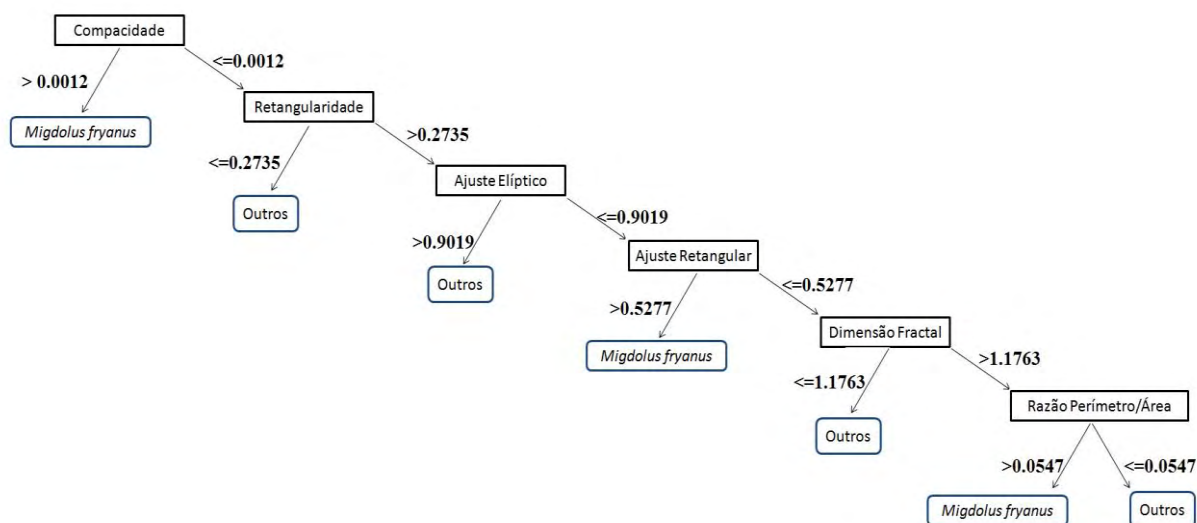 Compacidade
<=0.0012
> 0.0012
Retangularidade
Migdolus fryanus
>0.2735
<=0.2735
Ajuste Elíptico
Outros
<=0.9019
>0.9019
Ajuste Retangular
Outros
<=0.5277
>0.5277
Dimensão Fractal
Migdolus fryanus
>1.1763
<=1.1763
Razão Perímetro/Área
Outros
>0.0547
<=0.0547
Migdolus fryanus
Outros